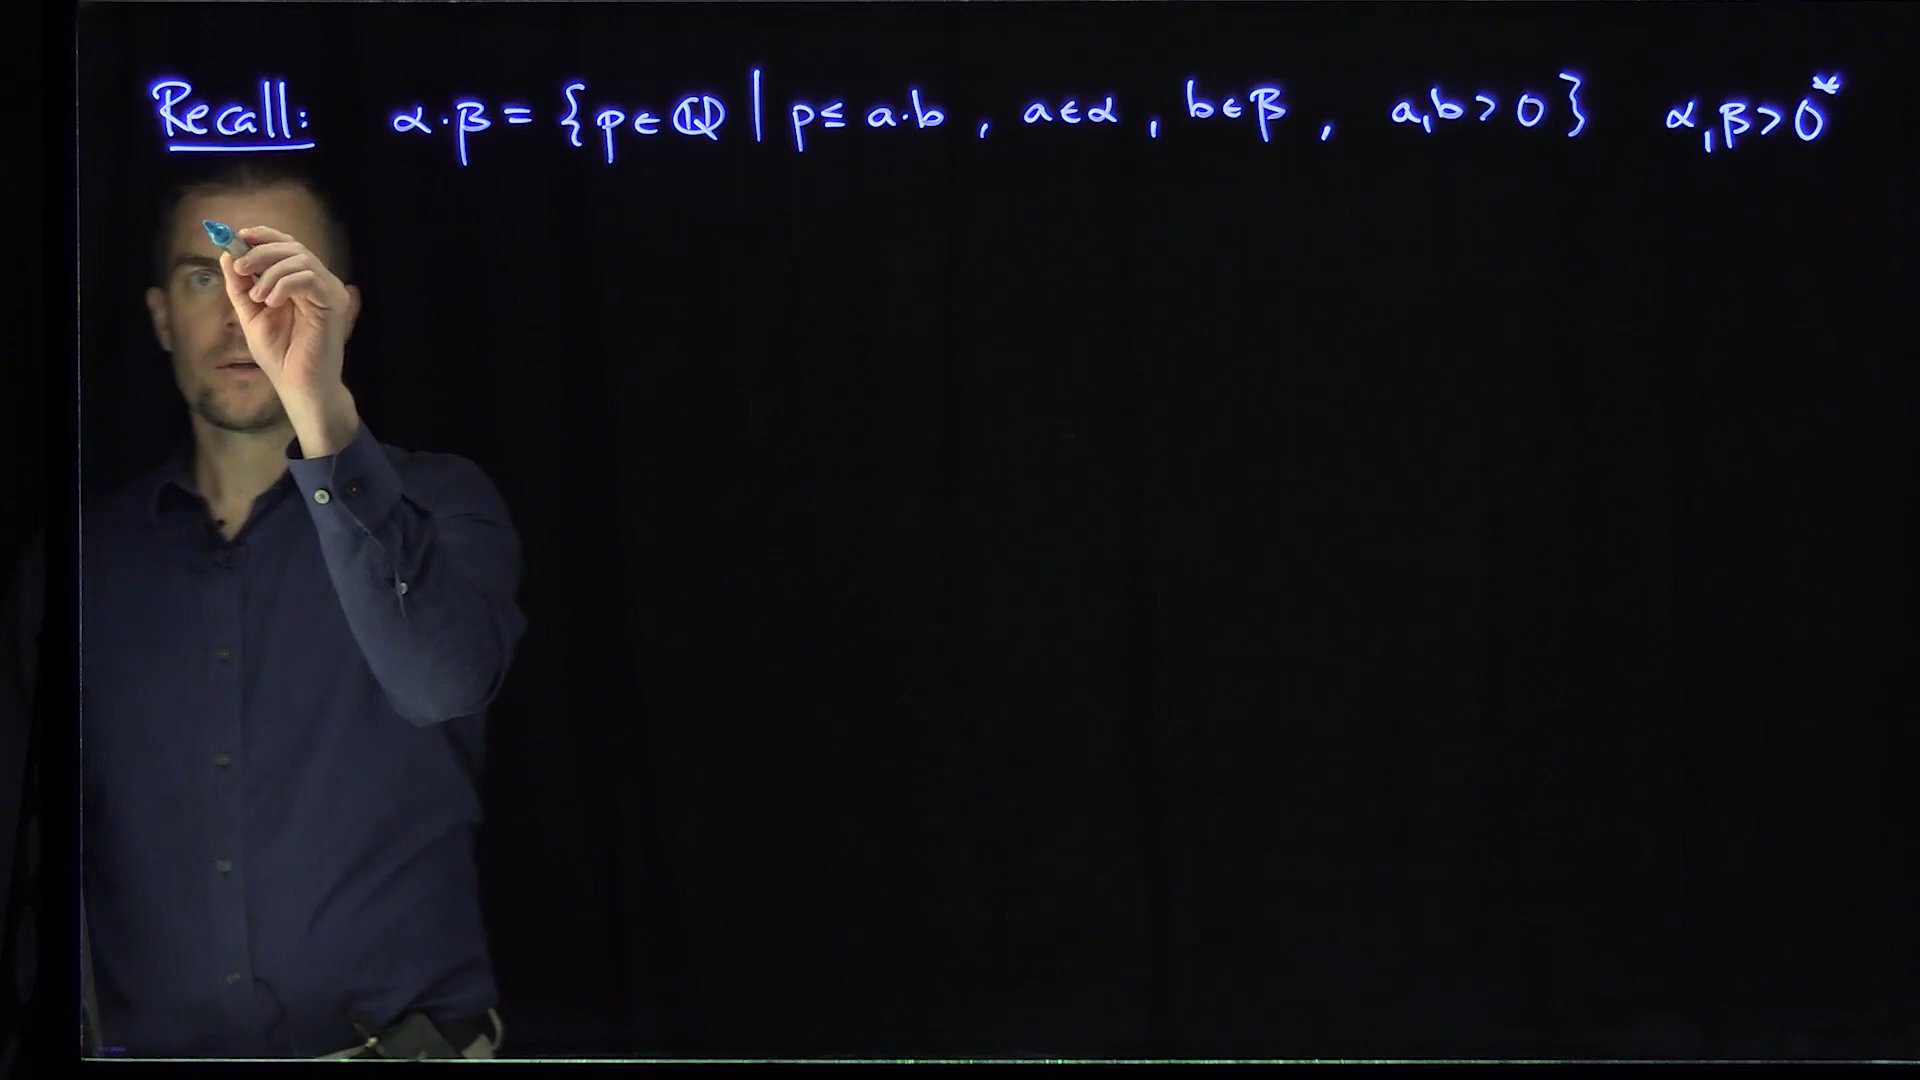 Recall: α·β = {p∈ℚ | p≤ a·b , a∈α , b∈β , a,b > 0} α,β > 0*